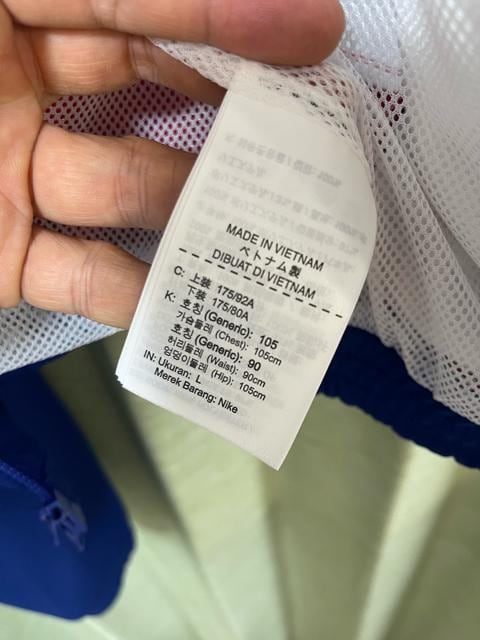 MADE IN VIETNAM
ベトナム製
DIBUAT DI VIETNAM
C: 上装 175/92A
下装 175/80A
K: 호칭 (Generic): 105
가슴둘레 (Chest): 105cm
호칭 (Generic): 90
허리둘레 (Waist): 90cm
엉덩이둘레 (Hip): 105cm
IN: Ukuran: L
Merek Barang: Nike